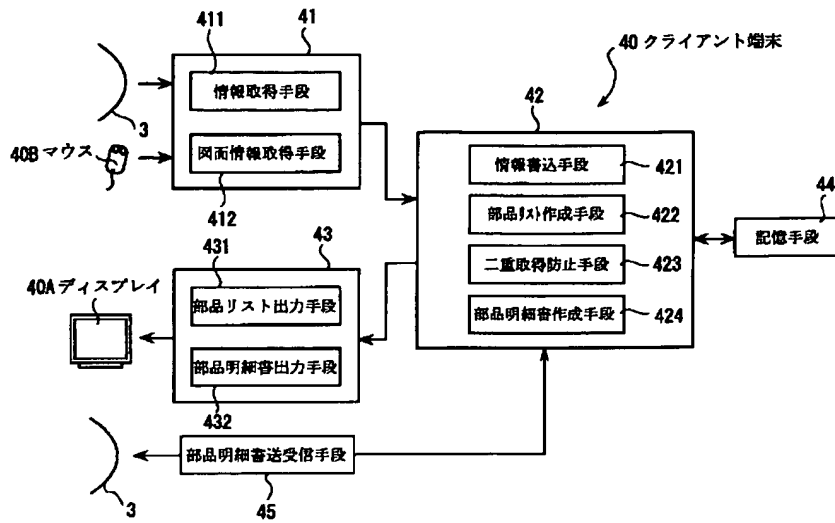 411
41
40 クライアント端末
情報取得手段
3
42
40B マウス
図面情報取得手段
情報書込手段
421
412
44
部品リスト作成手段
422
記憶手段
431
43
二重取得防止手段
423
40A ディスプレイ
部品リスト出力手段
部品明細書作成手段
424
部品明細書出力手段
432
部品明細書送受信手段
3
45